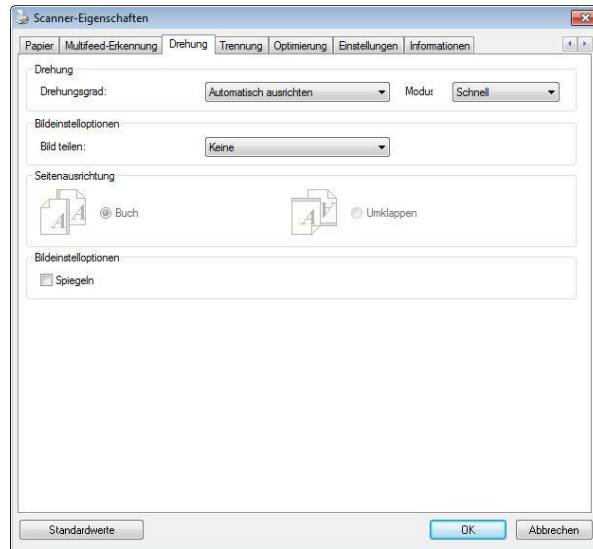 Scanner-Eigenschaften
Papier Multifeed-Erkennung Drehung Trennung Optimierung Einstellungen Informationen
Drehung
Drehungsgrad: Automatisch ausrichten Modus Schnell
Bildeinstelloptionen
Bild teilen: Keine
Seitenausrichtung
A A Buch A A Umklappen
Bildeinstelloptionen
Spiegeln
Standardwerte OK Abbrechen